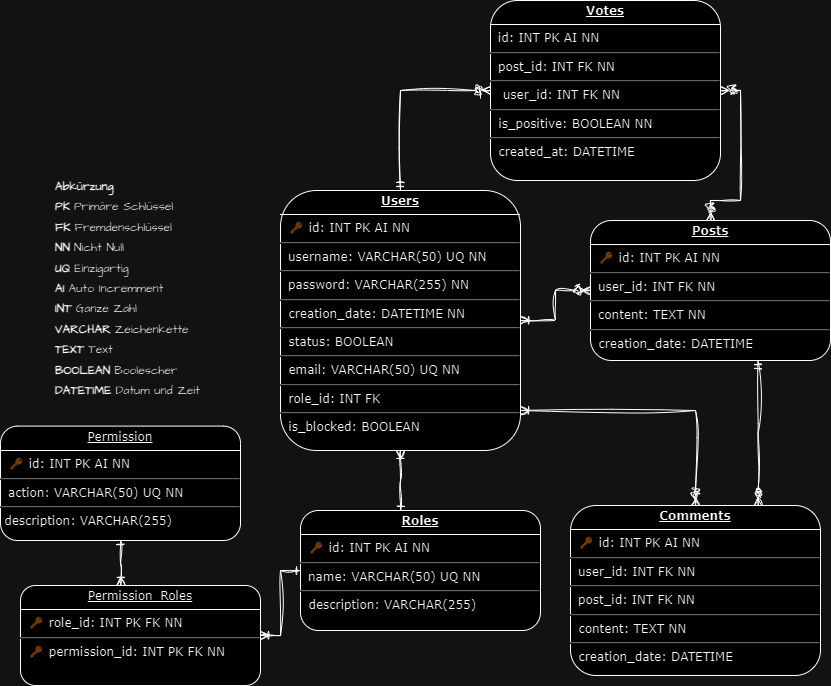 Votes
id: INT PK AI NN
post_id: INT FK NN
user_id: INT FK NN
is_positive: BOOLEAN NN
created_at: DATETIME
Abkürzung
PK Primäre Schlüssel
FK Fremdenschlüssel
NN Nicht Null
UQ Einzigartig
AI Auto Incremment
INT Ganze Zahl
VARCHAR Zeichenkette
TEXT Text
BOOLEAN Boolescher
DATETIME Datum und Zeit
Users
id: INT PK AI NN
username: VARCHAR(50) UQ NN
password: VARCHAR(255) NN
creation_date: DATETIME NN
status: BOOLEAN
email: VARCHAR(50) UQ NN
role_id: INT FK
is_blocked: BOOLEAN
Posts
id: INT PK AI NN
user_id: INT FK NN
content: TEXT NN
creation_date: DATETIME
Permission
id: INT PK AI NN
action: VARCHAR(50) UQ NN
description: VARCHAR(255)
Roles
id: INT PK AI NN
name: VARCHAR(50) UQ NN
description: VARCHAR(255)
Comments
id: INT PK AI NN
user_id: INT FK NN
post_id: INT FK NN
content: TEXT NN
creation_date: DATETIME
Permission_Roles
role_id: INT PK FK NN
permission_id: INT PK FK NN